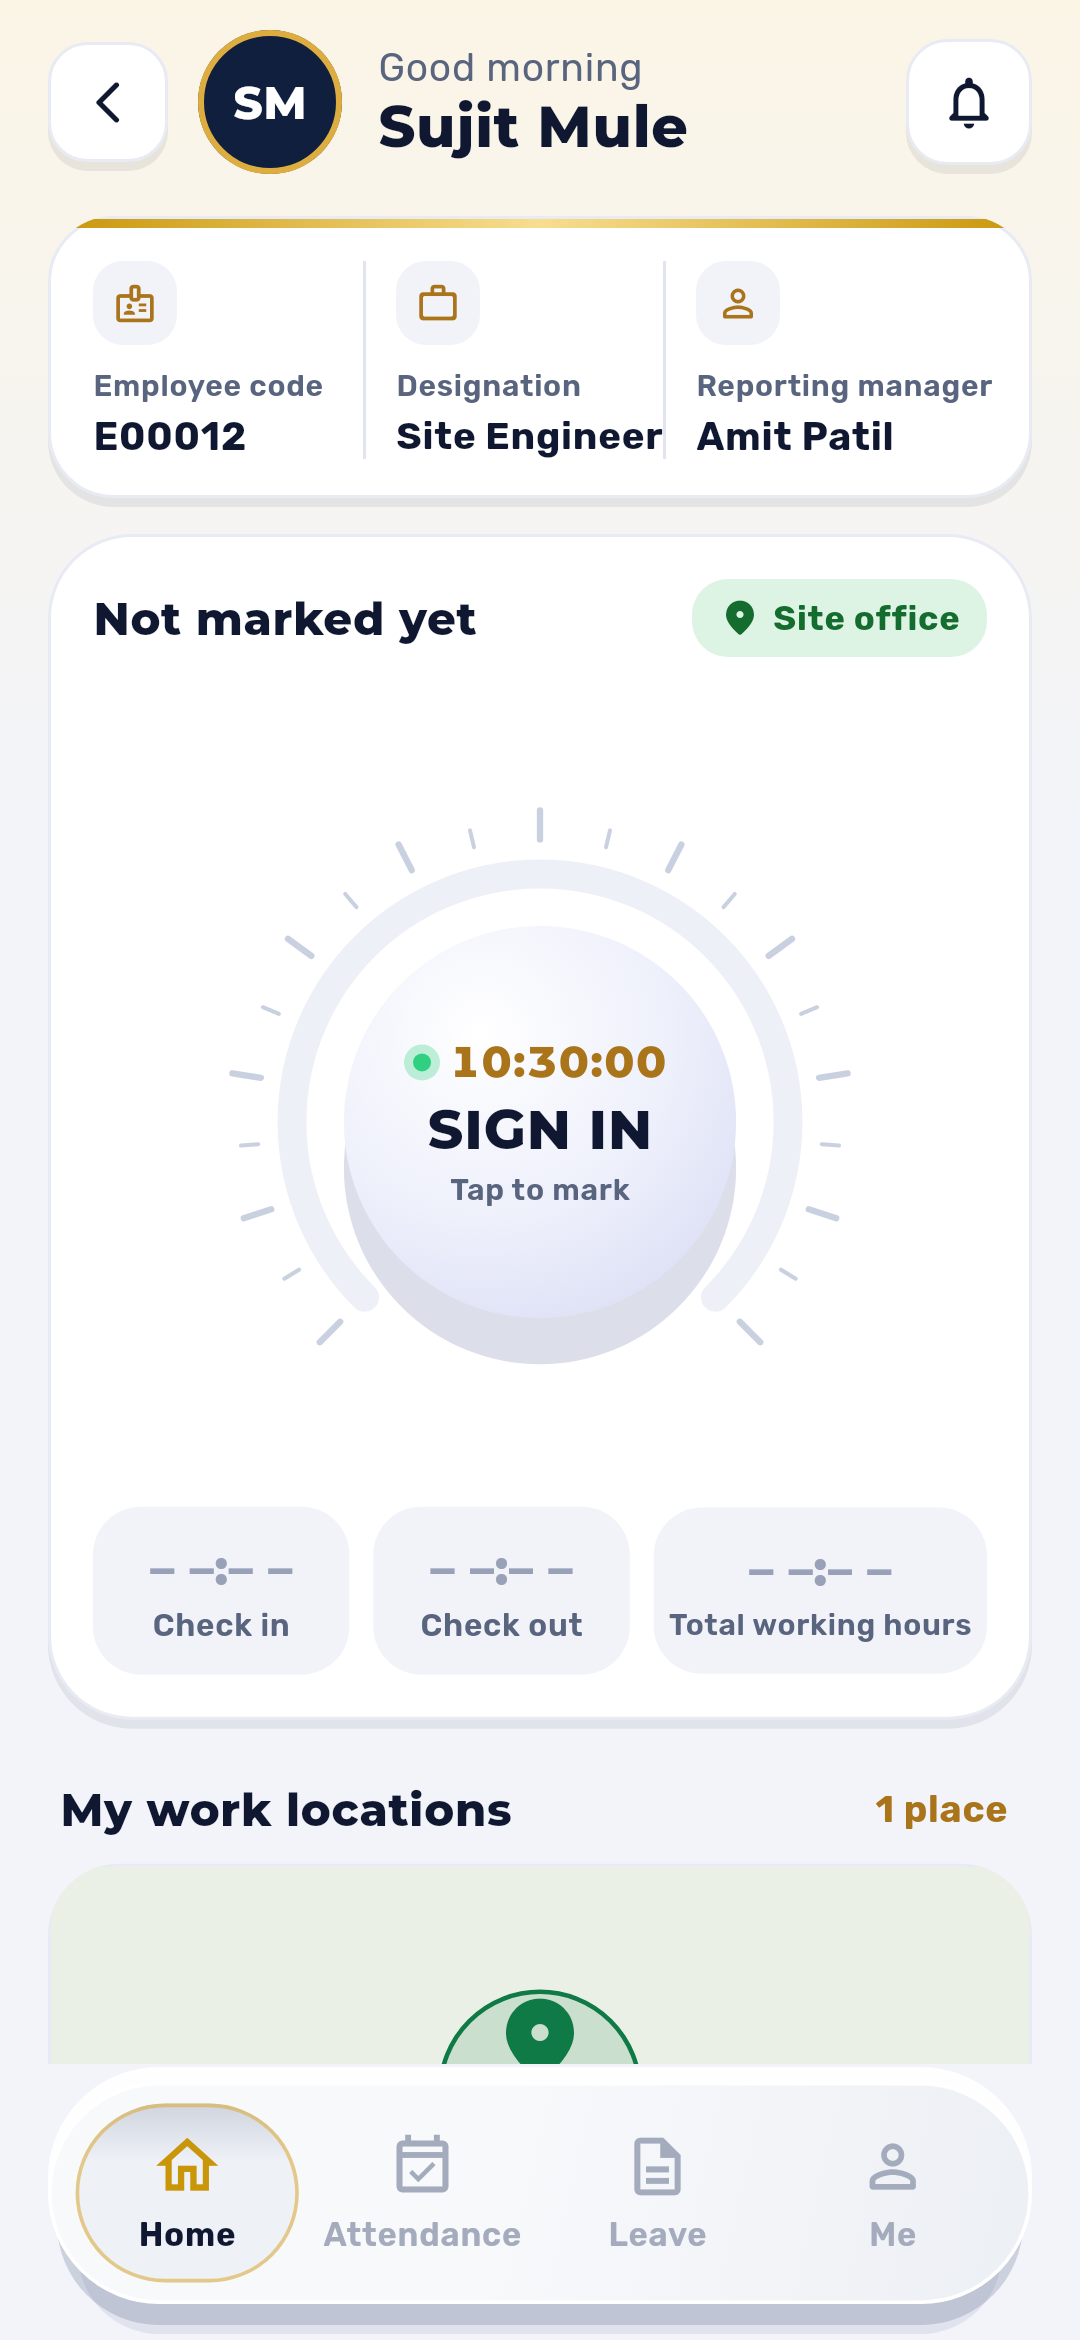 SM
Good morning
Sujit Mule
Employee code
E00012
Designation
Site Engineer
Reporting manager
Amit Patil
Not marked yet
Site office
10:30:00
SIGN IN
Tap to mark
— —:— —
Check in
— —:— —
Check out
— —:— —
Total working hours
My work locations
1 place
Home
Attendance
Leave
Me